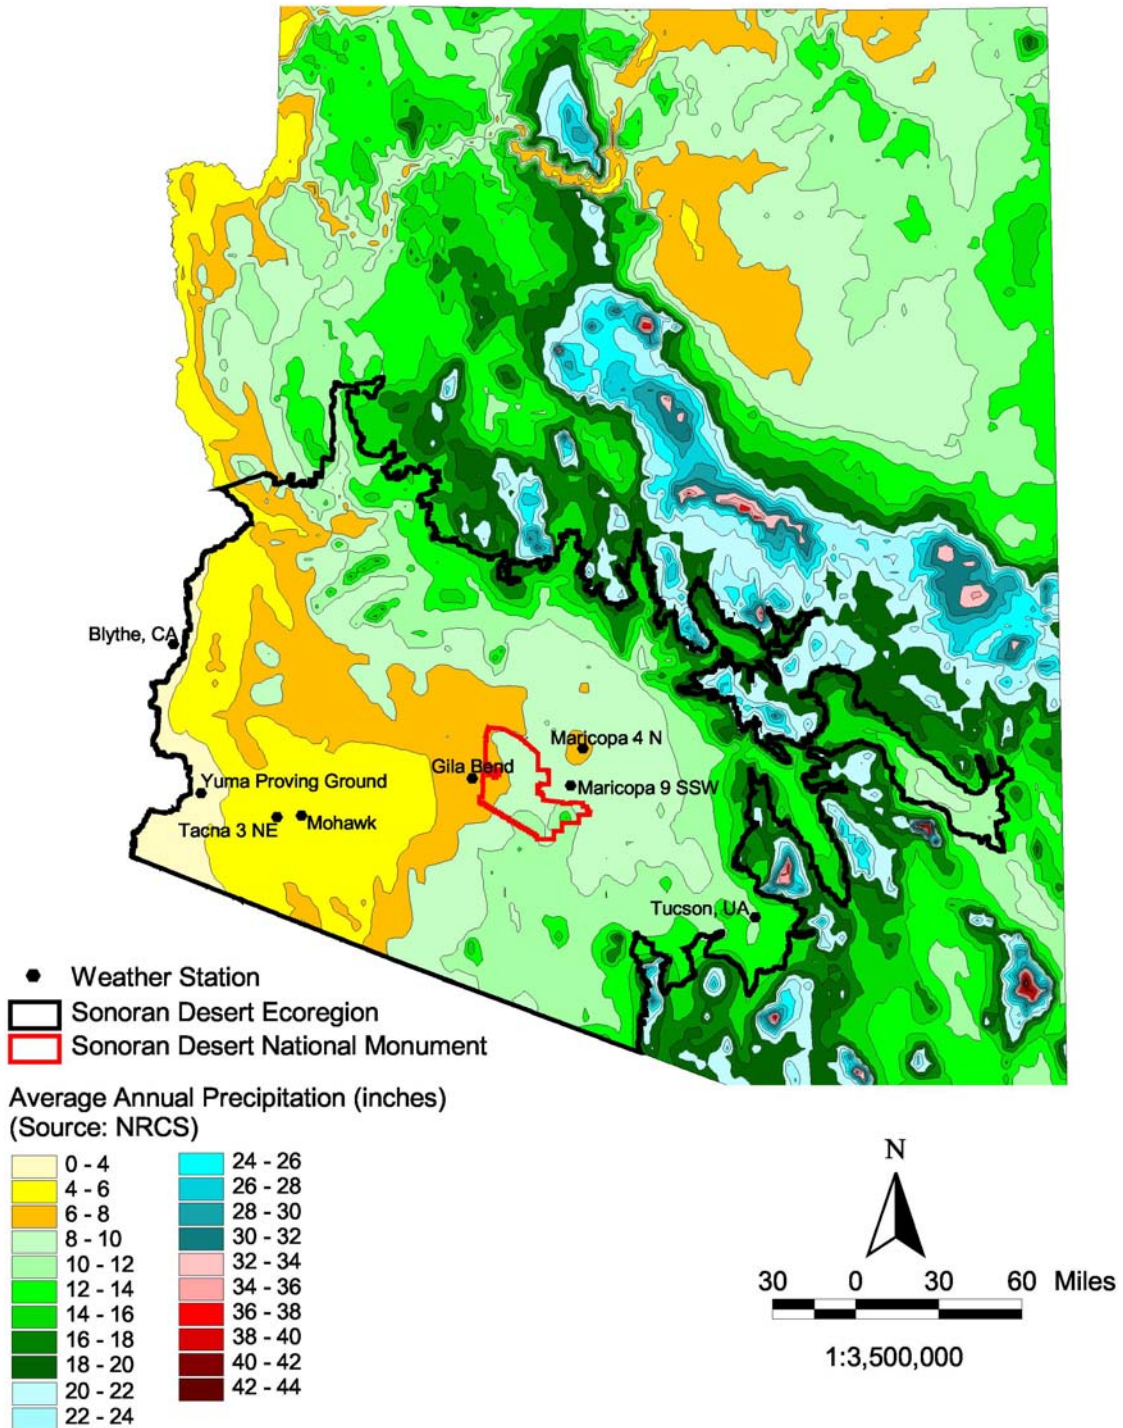 Blythe, CA
Maricopa 4 N
Gila Bend
Yuma Proving Ground
Maricopa 9 SSW
Tacna 3 NE
Mohawk
Tucson, UA
Weather Station
Sonoran Desert Ecoregion
Sonoran Desert National Monument
Average Annual Precipitation (inches)
(Source: NRCS)
0 - 4
4 - 6
6 - 8
8 - 10
10 - 12
12 - 14
14 - 16
16 - 18
18 - 20
20 - 22
22 - 24
24 - 26
26 - 28
28 - 30
30 - 32
32 - 34
34 - 36
36 - 38
38 - 40
40 - 42
42 - 44
N
30 0 30 60 Miles
1:3,500,000